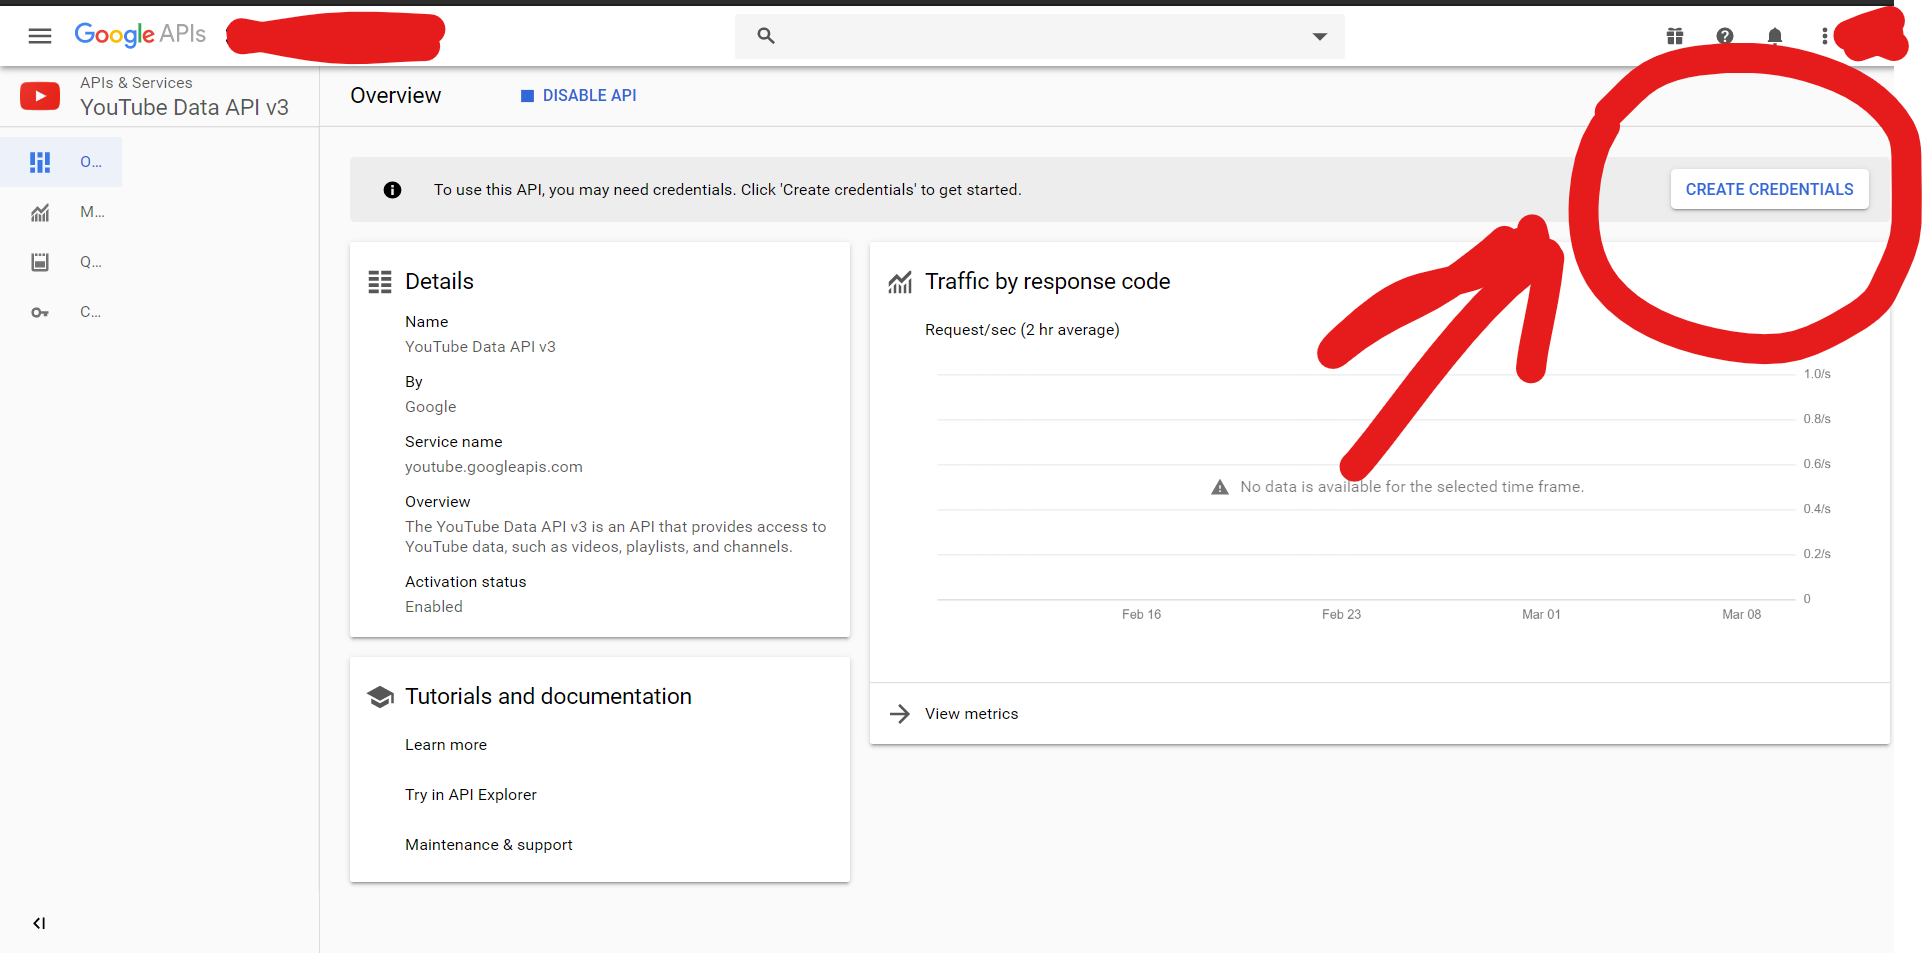 Google APIs
APIs & Services
YouTube Data API v3
Overview
DISABLE API
O...
M...
Q...
C...
To use this API, you may need credentials. Click 'Create credentials' to get started.
CREATE CREDENTIALS
Details
Name
YouTube Data API v3
By
Google
Service name
youtube.googleapis.com
Overview
The YouTube Data API v3 is an API that provides access to
YouTube data, such as videos, playlists, and channels.
Activation status
Enabled
Traffic by response code
Request/sec (2 hr average)
1.0/s
0.8/s
0.6/s
No data is available for the selected time frame.
0.4/s
0.2/s
0
Feb 16 Feb 23 Mar 01 Mar 08
View metrics
Tutorials and documentation
Learn more
Try in API Explorer
Maintenance & support